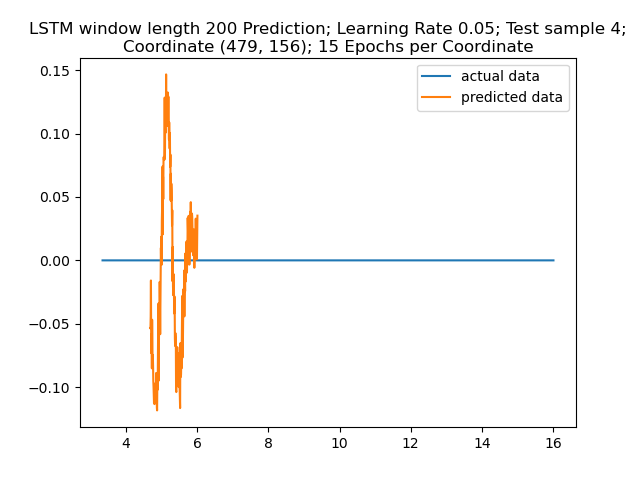 LSTM window length 200 Prediction; Learning Rate 0.05; Test sample 4;
Coordinate (479, 156); 15 Epochs per Coordinate
actual data
predicted data
0.15
0.10
0.05
0.00
−0.05
−0.10
4 6 8 10 12 14 16